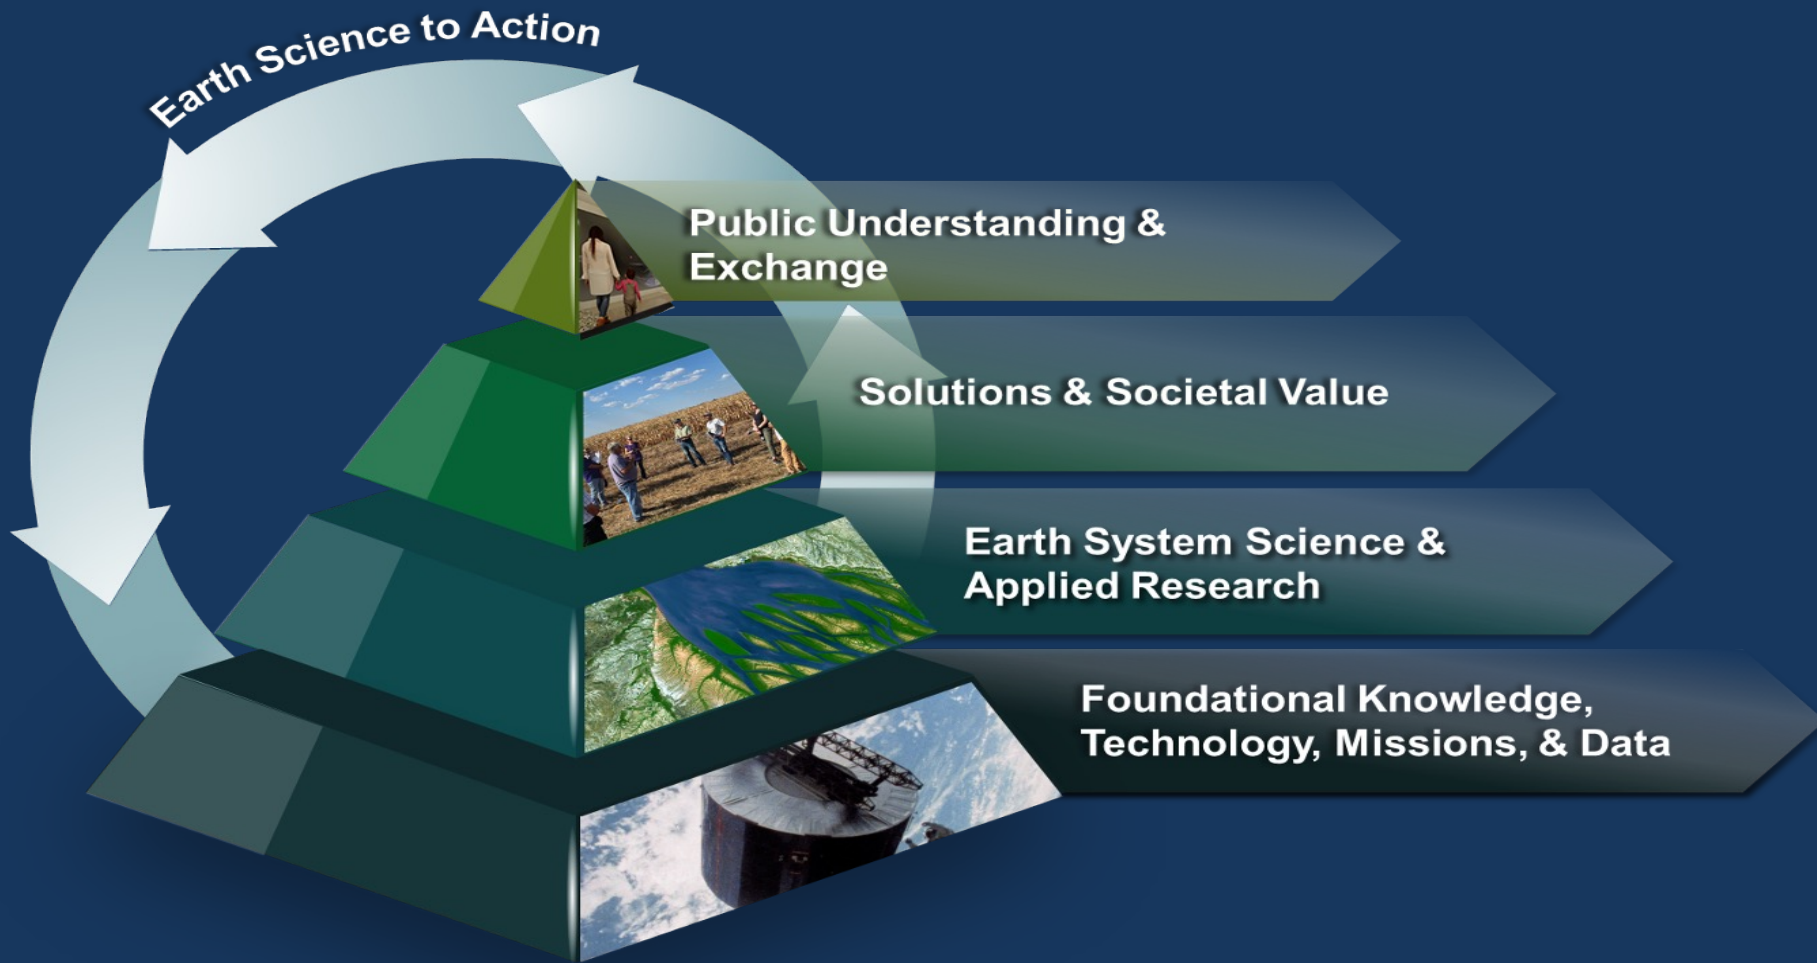 Earth Science to Action
Public Understanding &
Exchange
Solutions & Societal Value
Earth System Science &
Applied Research
Foundational Knowledge,
Technology, Missions, & Data